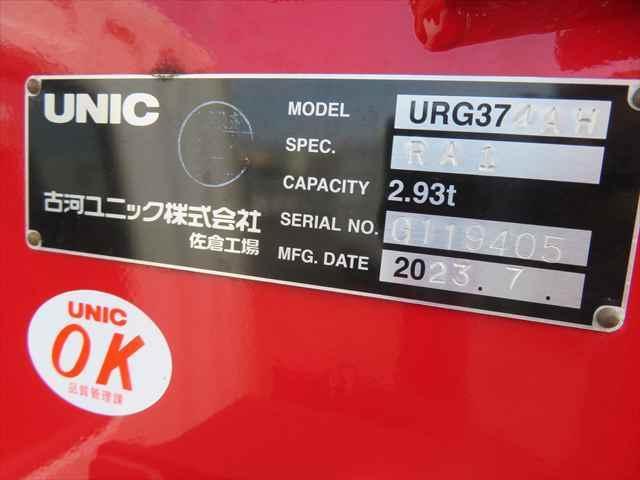 UNIC
MODEL URG374AH
SPEC. RA1
CAPACITY 2.93t
SERIAL NO. G119405
MFG. DATE 2023.7.
古河ユニック株式会社
佐倉工場
UNIC
OK
品質管理課